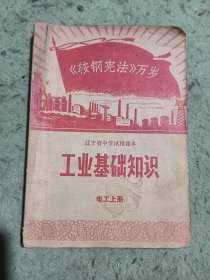 《鞍钢宪法》万岁
辽宁省中学试用课本
工业基础知识
电工上册